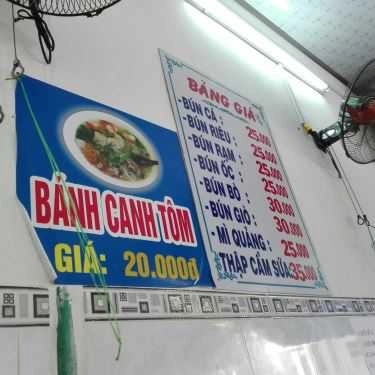 BÁNH CANH TÔM
GIÁ: 20.000đ
BẢNG GIÁ
-BÚN CÁ : 25.000
-BÚN RIÊU : 25.000
-BÚN RẠM : 25.000
-BÚN ỐC : 25.000
-BÚN BÒ : 30.000
-BÚN GIÒ : 30.000
-MÌ QUẢNG : 25.000
-THẬP CẨM SỨA: 35.000